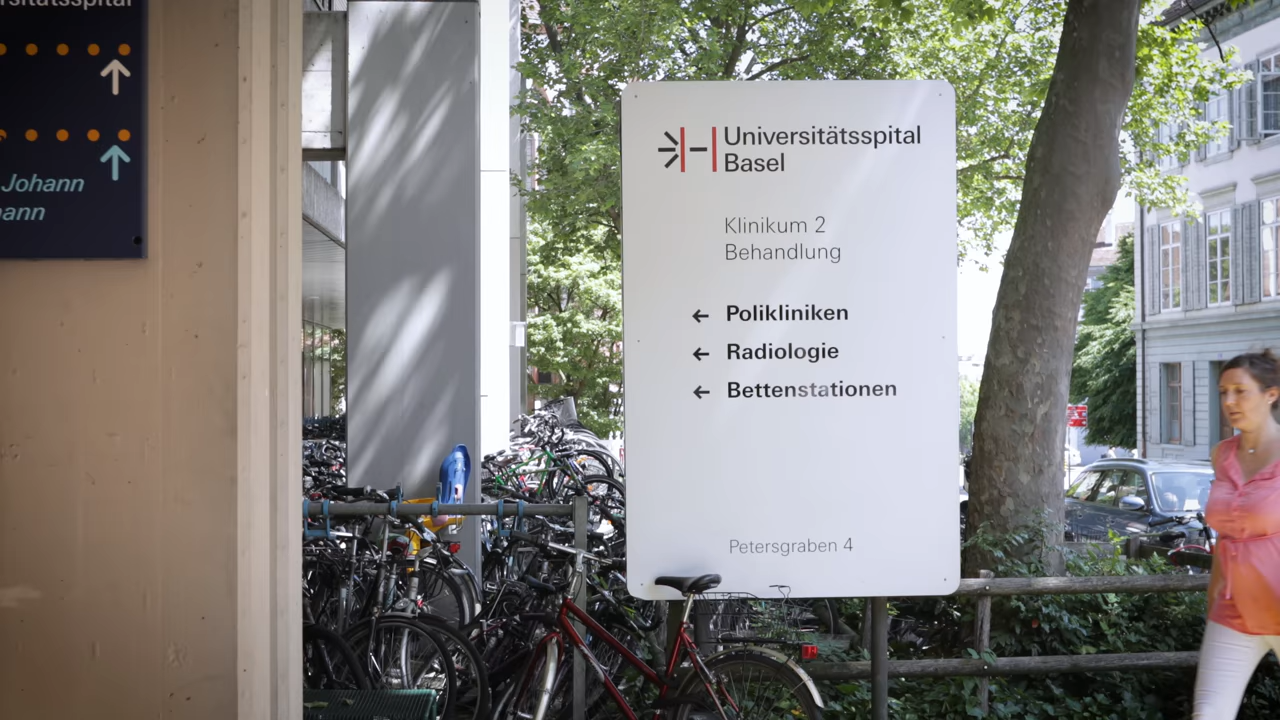 Johann
Universitätsspital
Basel
Klinikum 2
Behandlung
← Polikliniken
← Radiologie
← Bettenstationen
Petersgraben 4